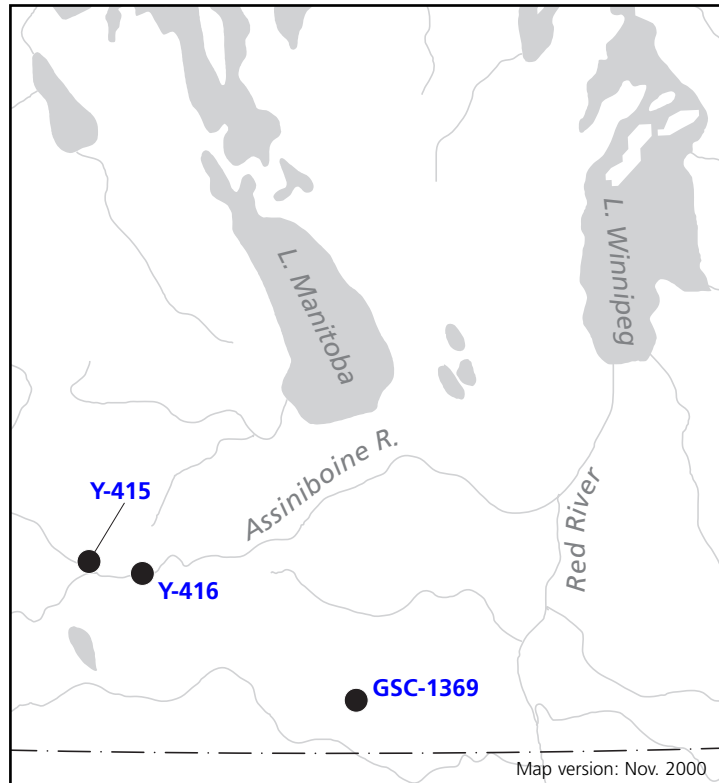 L. Winnipeg
L. Manitoba
Assiniboine R.
Y-415
Red River
Y-416
GSC-1369
Map version: Nov. 2000